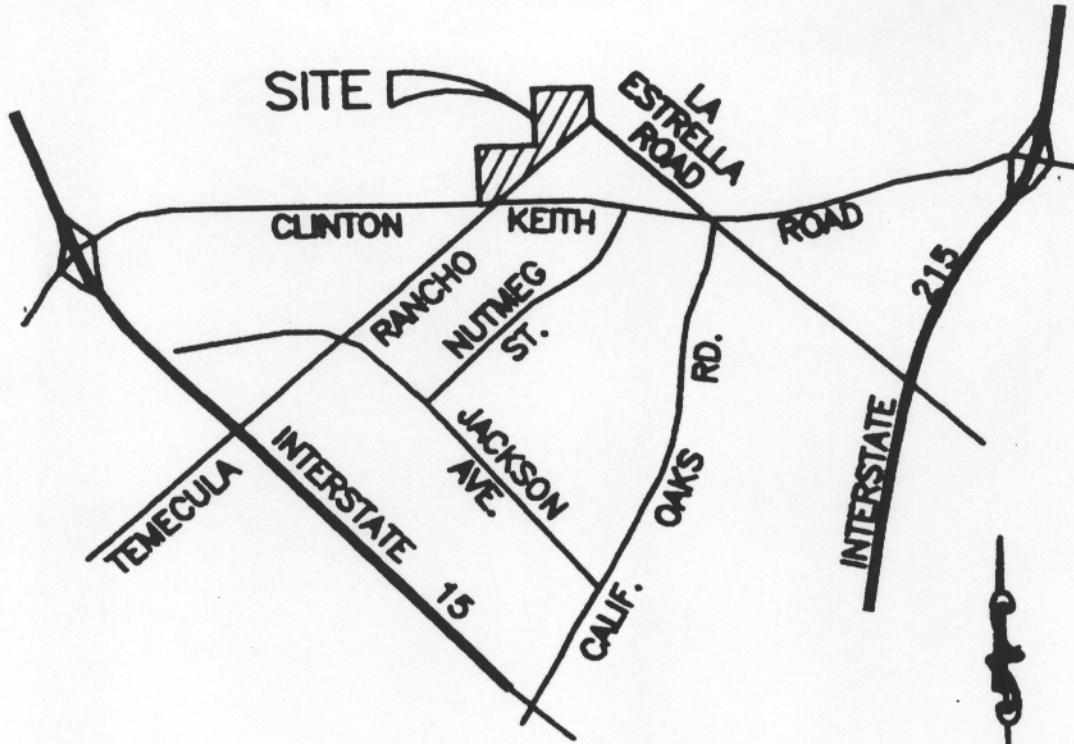 SITE
LA
ESTRELLA
ROAD
CLINTON KEITH ROAD
RANCHO
NUTMEG
ST.
215
RD.
JACKSON
AVE.
INTERSTATE
OAKS
INTERSTATE 15
TEMECULA
CALIF.